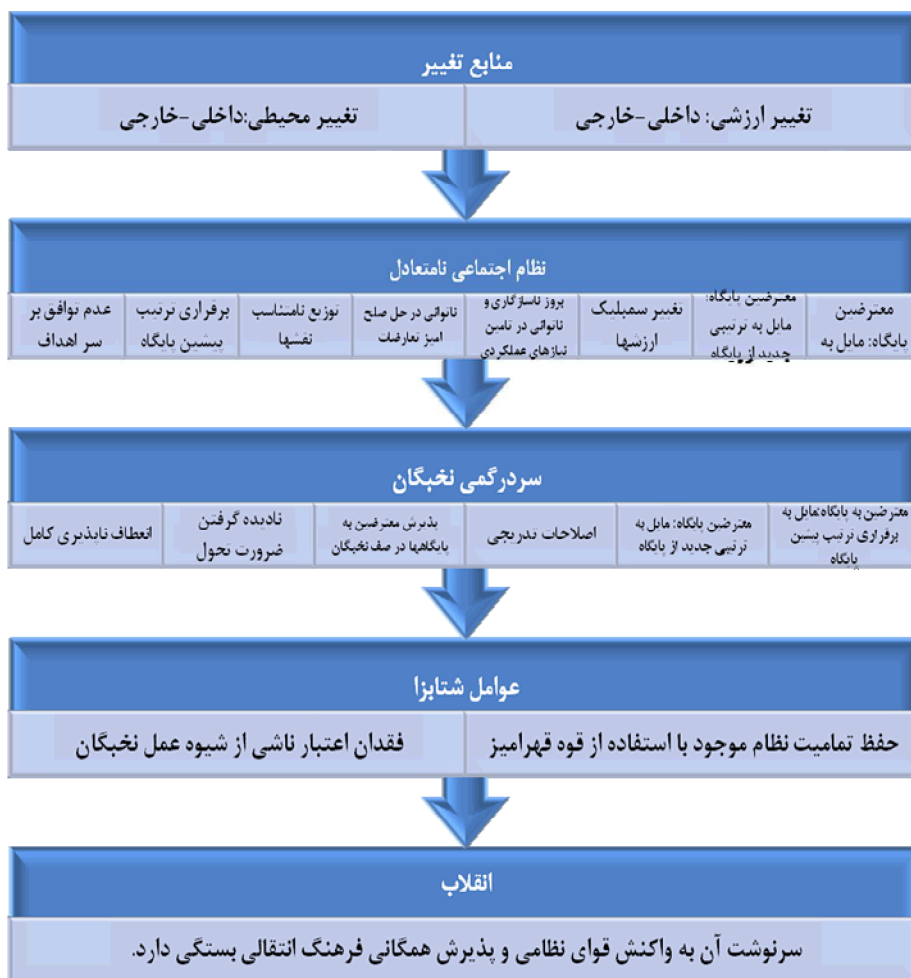 منابع تغییر
تغییر ارزشی: داخلی-خارجی
تغییر محیطی:داخلی-خارجی
نظام اجتماعی نامتعادل
معترضین
پایگاه: مایل به
معترضین پایگاه:
مایل به ترتیبی
جدید از پایگاه
تغییر سمبلیک
ارزشها
بروز ناسازگاری و
ناتوانی در تامین
نیازهای عملکردی
ناتوانی در حل صلح
امیز تعارضات
توزیع نامتناسب
نقشها
برقراری ترتیب
پیشین پایگاه
عدم توافق بر
سر اهداف
سردرگمی نخبگان
معترضین به پایگاه:مایل به
برقراری ترتیب پیشین
پایگاه
معترضین پایگاه: مایل به
ترتیبی جدید از پایگاه
اصلاحات تدریجی
پذیرش معترضین به
پایگاهها در صف نخبگان
نادیده گرفتن
ضرورت تحول
انعطاف ناپذیری کامل
عوامل شتابزا
حفظ تمامیت نظام موجود با استفاده از قوه قهرامیز
فقدان اعتبار ناشی از شیوه عمل نخبگان
انقلاب
سرنوشت آن به واکنش قوای نظامی و پذیرش همگانی فرهنگ انتقالی بستگی دارد.